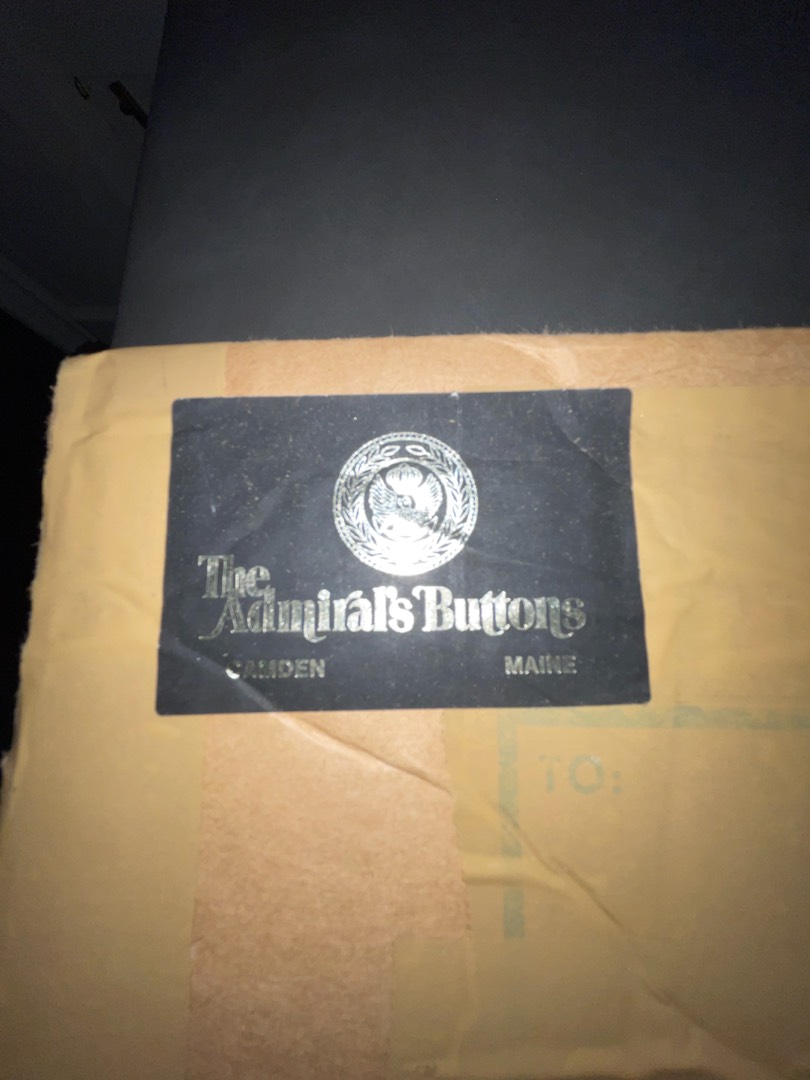 The
Admiral's Buttons
CAMDEN MAINE
TO: